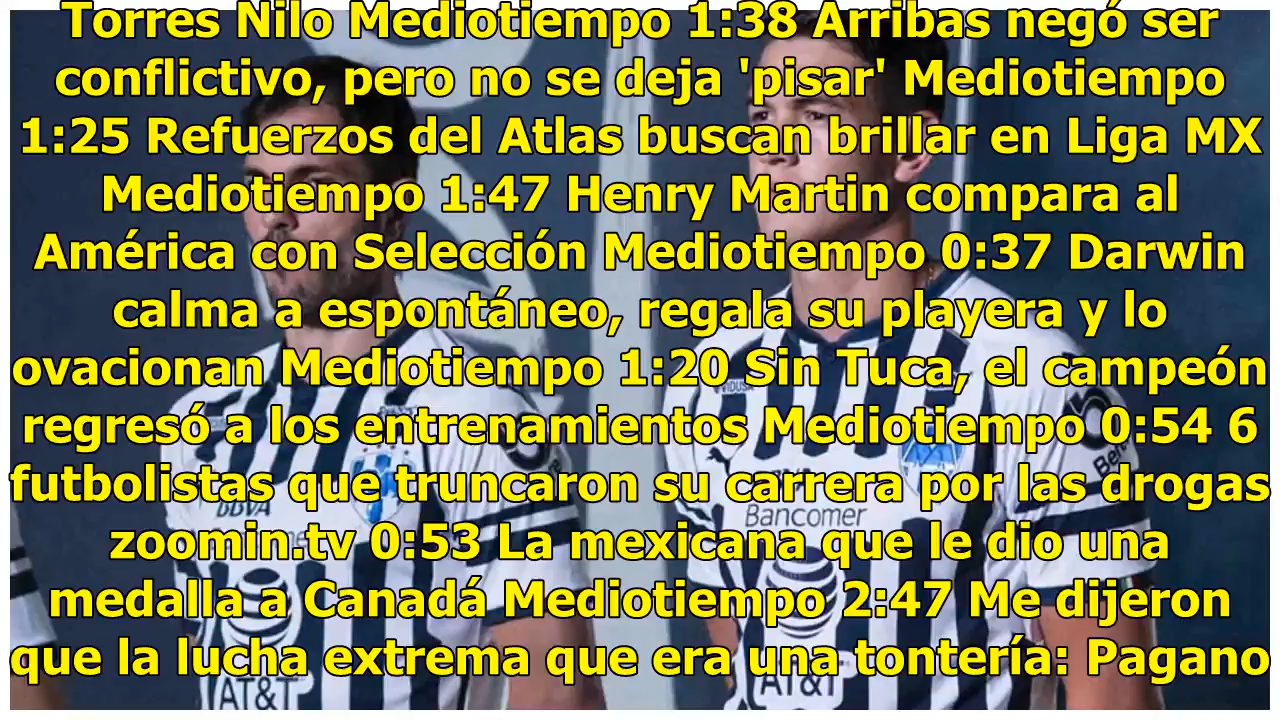 Torres Nilo Mediotiempo 1:38 Arribas negó ser
conflictivo, pero no se deja 'pisar' Mediotiempo
1:25 Refuerzos del Atlas buscan brillar en Liga MX
Mediotiempo 1:47 Henry Martin compara al
América con Selección Mediotiempo 0:37 Darwin
calma a espontáneo, regala su playera y lo
ovacionan Mediotiempo 1:20 Sin Tuca, el campeón
regresó a los entrenamientos Mediotiempo 0:54 6
futbolistas que truncaron su carrera por las drogas
zoomin.tv 0:53 La mexicana que le dio una
medalla a Canadá Mediotiempo 2:47 Me dijeron
que la lucha extrema que era una tontería: Pagano
BBVA
Bancomer
AT&T
AT&T